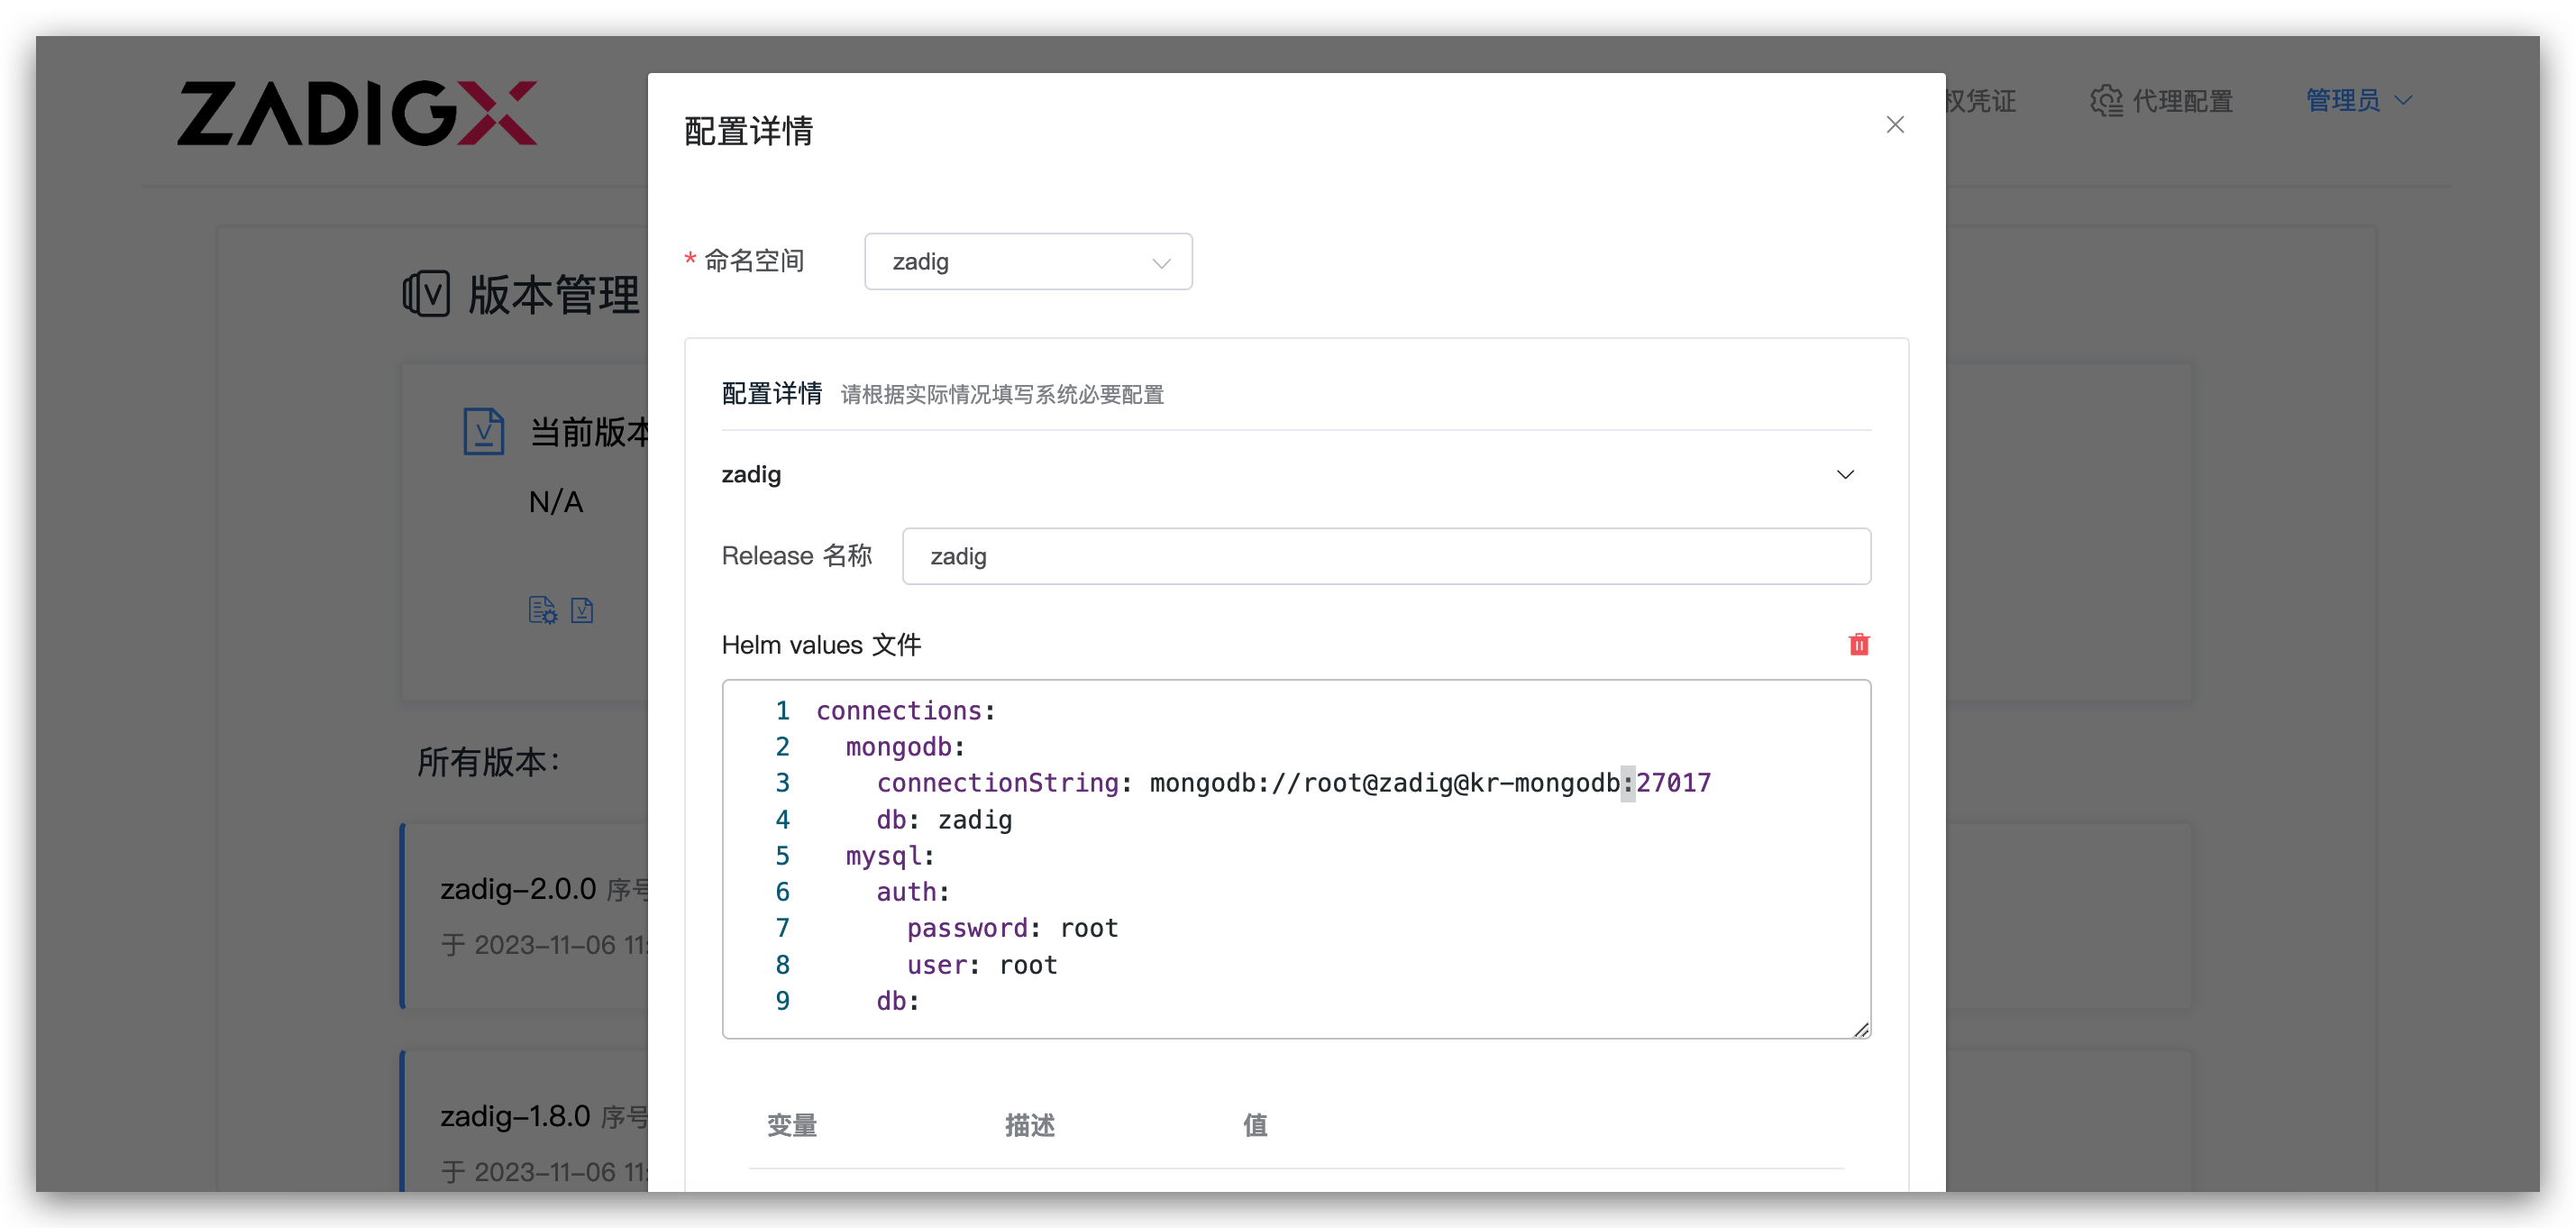 ZADIGX
权凭证
代理配置
管理员
版本管理
当前版本
N/A
所有版本:
zadig-2.0.0 序号
于 2023-11-06 11:
zadig-1.8.0 序号
于 2023-11-06 11:
配置详情
* 命名空间
zadig
配置详情 请根据实际情况填写系统必要配置
zadig
Release 名称
zadig
Helm values 文件
1 connections:
2 mongodb:
3 connectionString: mongodb://root@zadig@kr-mongodb:27017
4 db: zadig
5 mysql:
6 auth:
7 password: root
8 user: root
9 db:
变量 描述 值